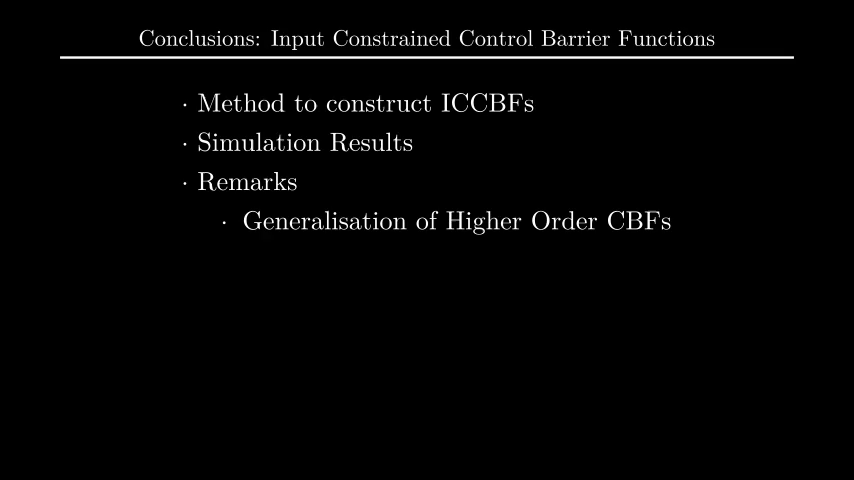 Conclusions: Input Constrained Control Barrier Functions
· Method to construct ICCBFs
· Simulation Results
· Remarks
· Generalisation of Higher Order CBFs